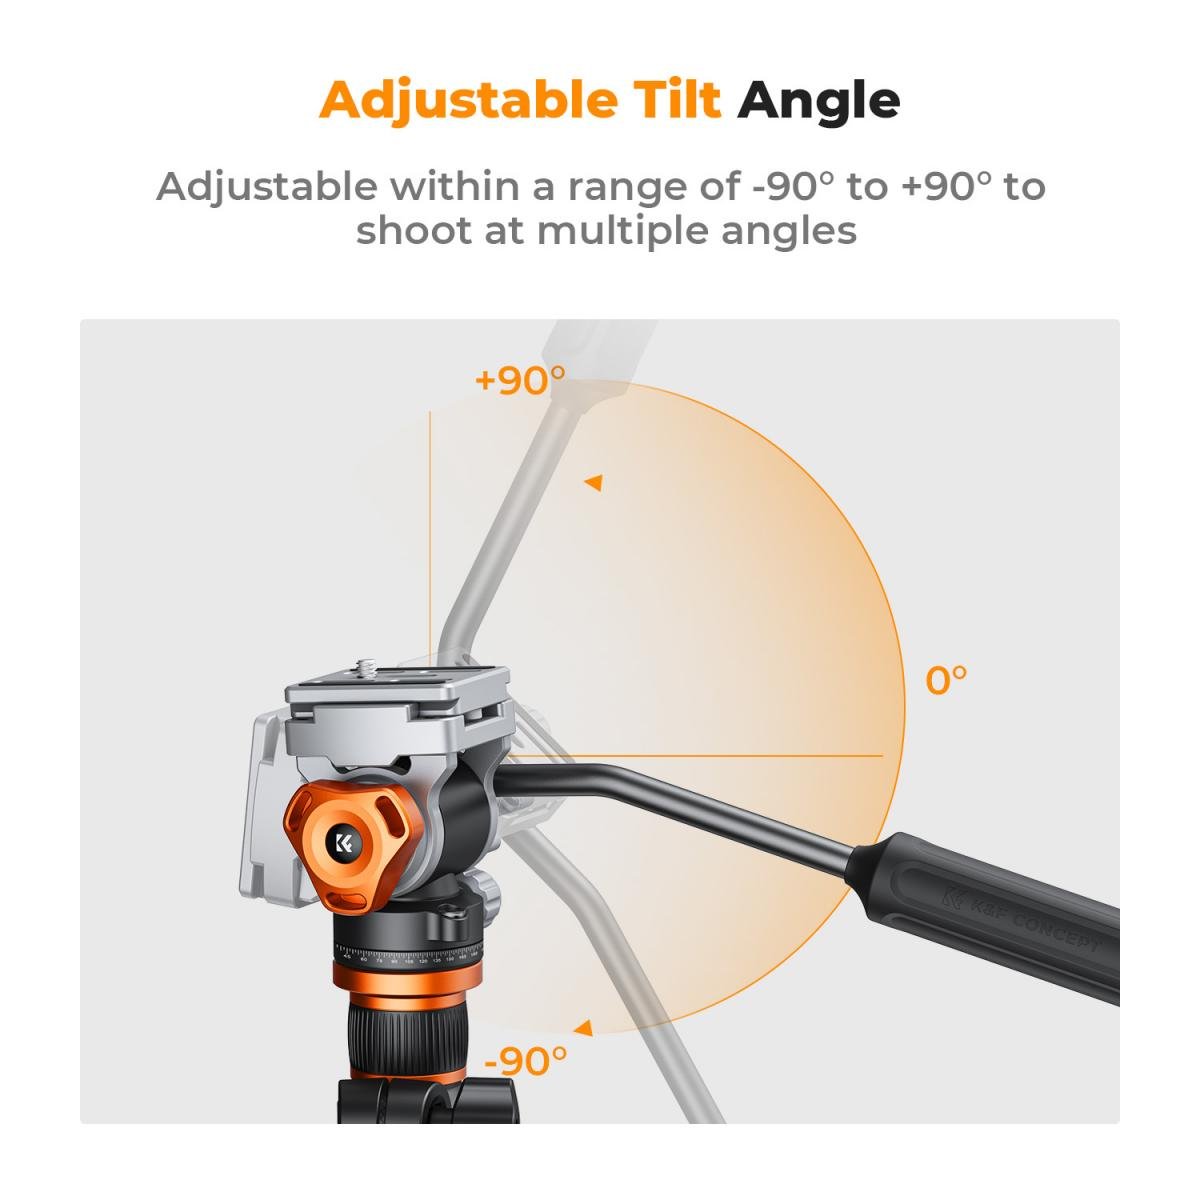 Adjustable Tilt Angle
Adjustable within a range of -90° to +90° to
shoot at multiple angles
+90°
0°
K&F CONCEPT
-90°